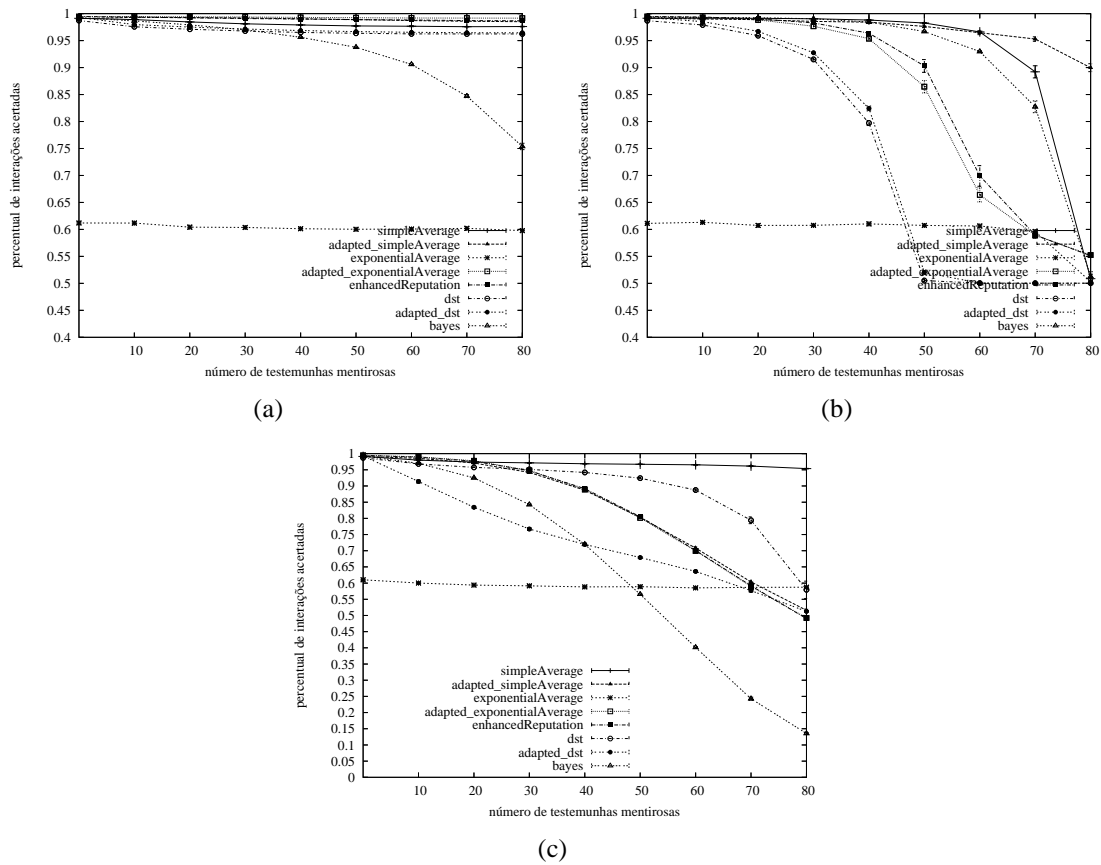 1
0.95
0.9
0.85
0.8
0.75
0.7
0.65
0.6
0.55
0.5
0.45
0.4
10 20 30 40 50 60 70 80
percentual de interações acertadas
número de testemunhas mentirosas
simpleAverage
adapted_simpleAverage
exponentialAverage
adapted_exponentialAverage
enhancedReputation
dst
adapted_dst
bayes
(a)
1
0.95
0.9
0.85
0.8
0.75
0.7
0.65
0.6
0.55
0.5
0.45
0.4
10 20 30 40 50 60 70 80
percentual de interações acertadas
número de testemunhas mentirosas
simpleAverage
adapted_simpleAverage
exponentialAverage
adapted_exponentialAverage
enhancedReputation
dst
adapted_dst
bayes
(b)
1
0.95
0.9
0.85
0.8
0.75
0.7
0.65
0.6
0.55
0.5
0.45
0.4
0.35
0.3
0.25
0.2
0.15
0.1
0.05
0
10 20 30 40 50 60 70 80
percentual de interações acertadas
número de testemunhas mentirosas
simpleAverage
adapted_simpleAverage
exponentialAverage
adapted_exponentialAverage
enhancedReputation
dst
adapted_dst
bayes
(c)